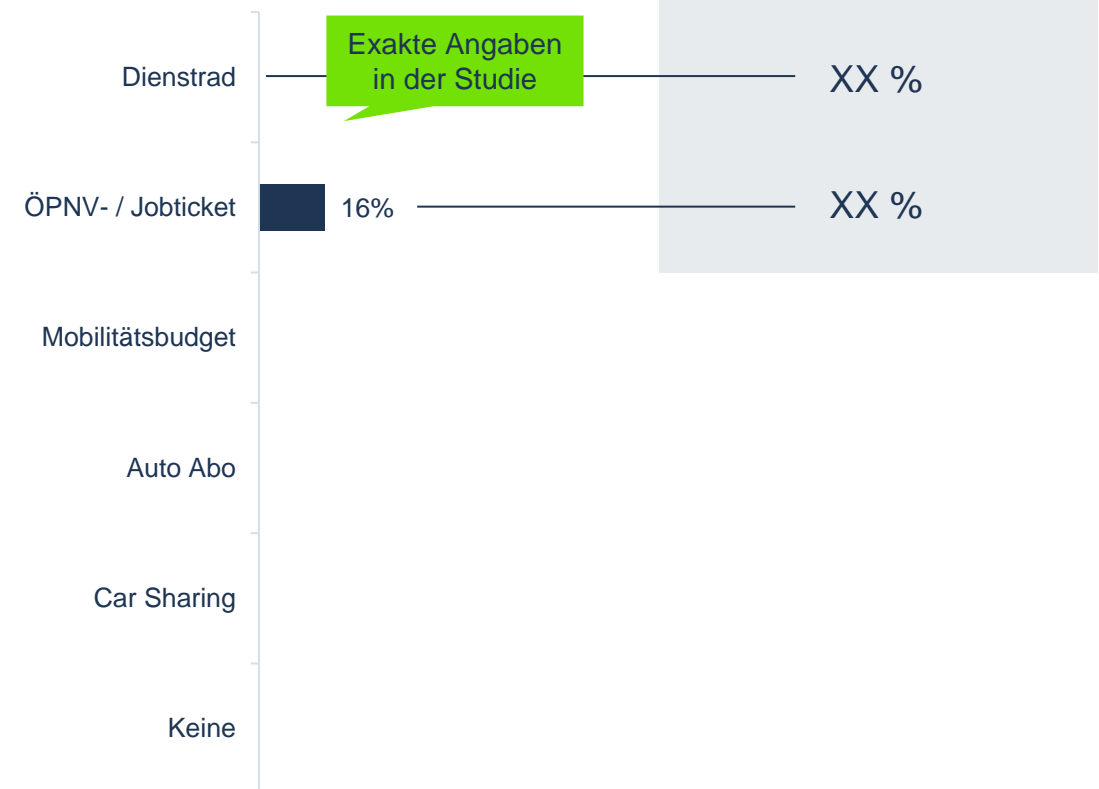 Exakte Angaben
in der Studie
Dienstrad
XX %
ÖPNV- / Jobticket
16%
XX %
Mobilitätsbudget
Auto Abo
Car Sharing
Keine